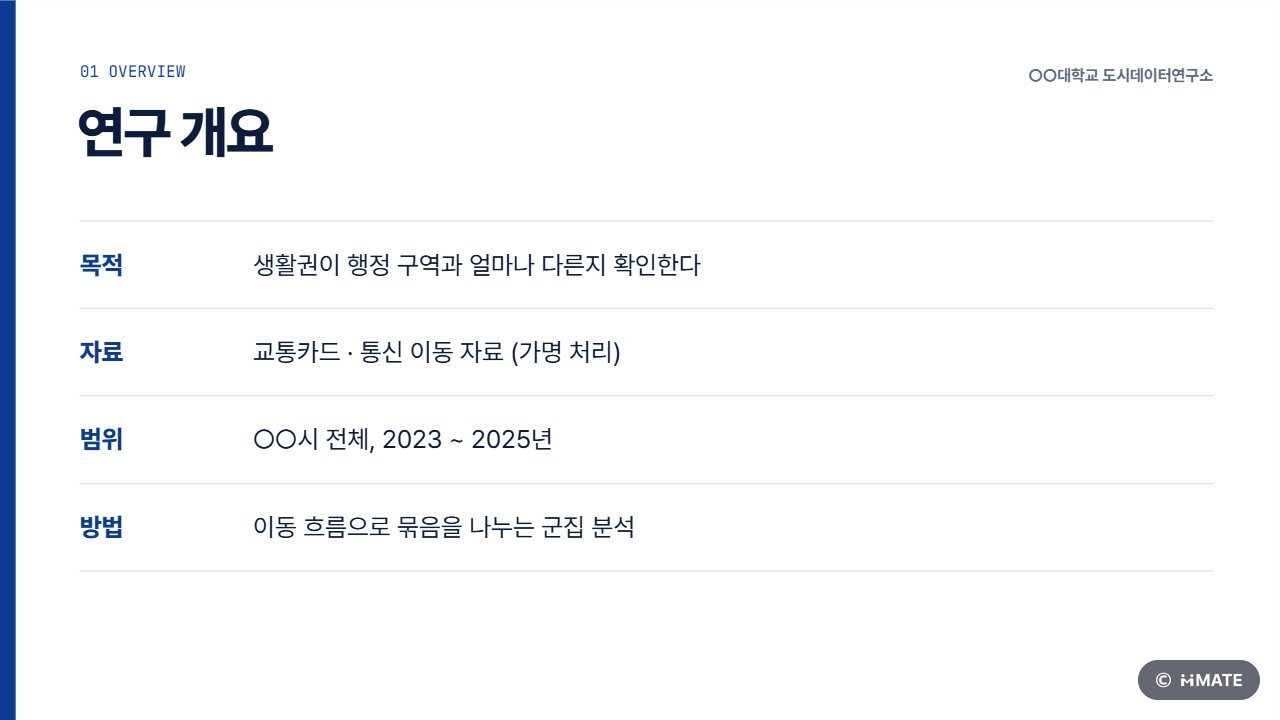 01 OVERVIEW
○○대학교 도시데이터연구소
연구 개요
목적 생활권이 행정 구역과 얼마나 다른지 확인한다
자료 교통카드 · 통신 이동 자료 (가명 처리)
범위 ○○시 전체, 2023 ~ 2025년
방법 이동 흐름으로 묶음을 나누는 군집 분석
© MMATE